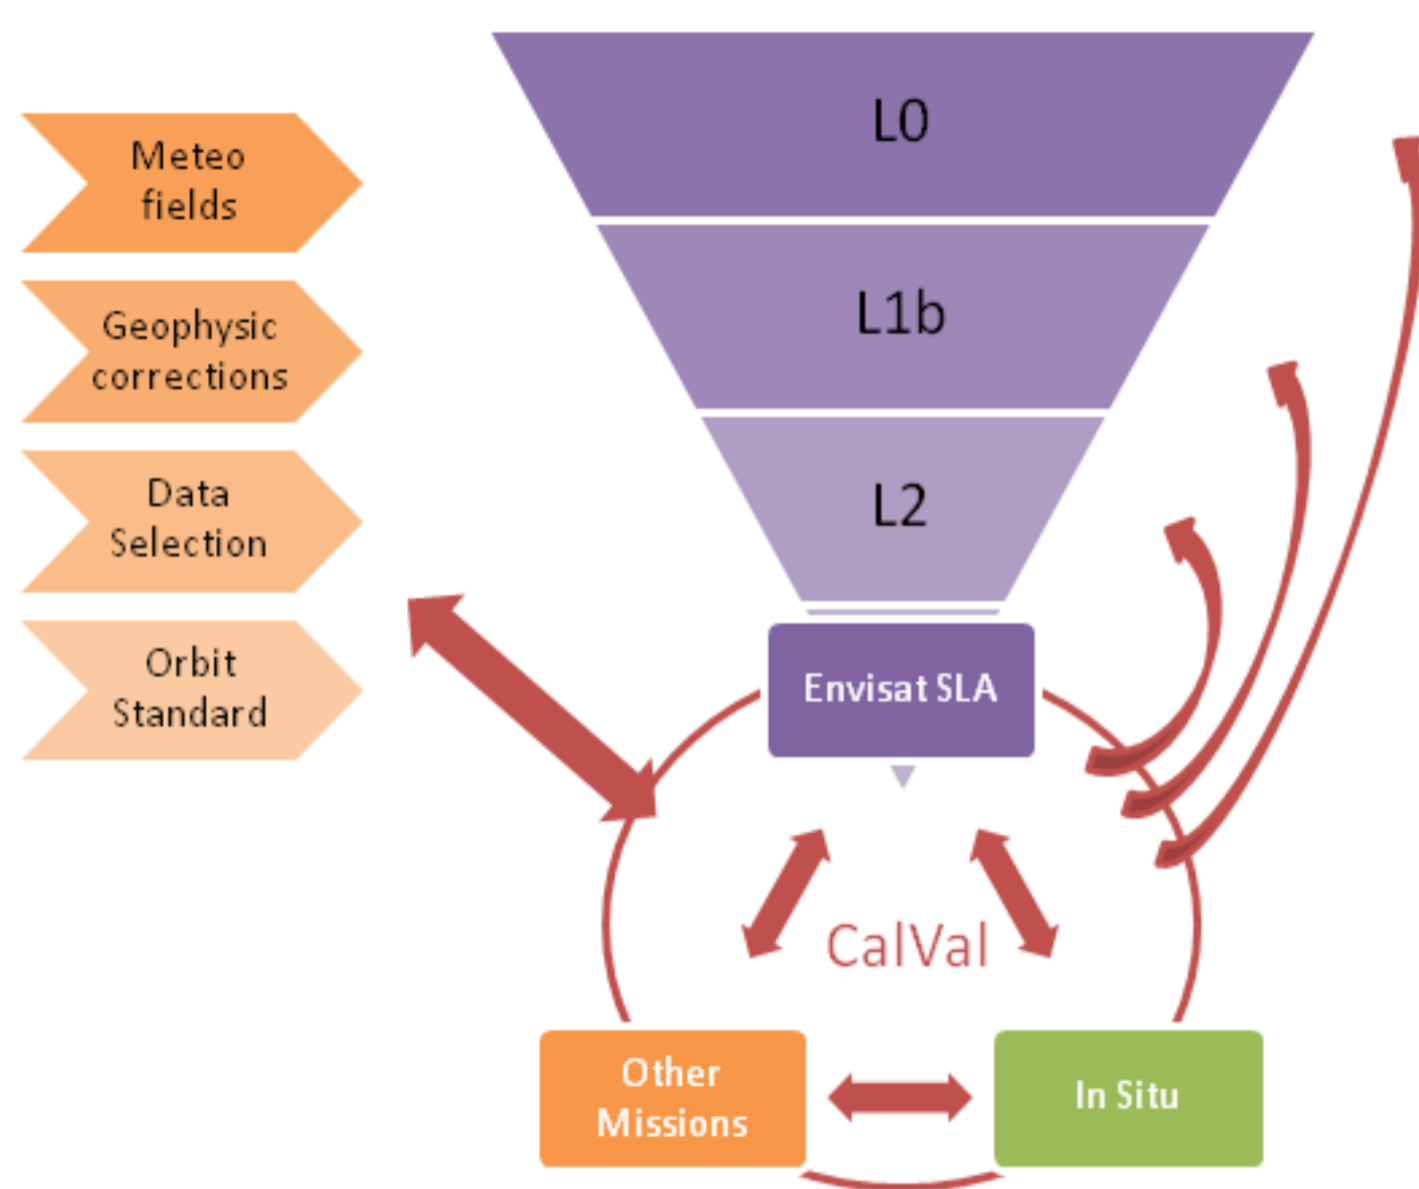 L0
L1b
L2
Meteo
fields
Geophysic
corrections
Data
Selection
Orbit
Standard
Envisat SLA
CalVal
Other
Missions
In Situ